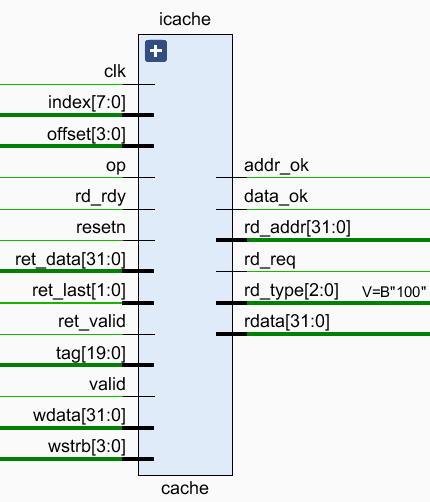 icache
clk
index[7:0]
offset[3:0]
op
addr_ok
rd_rdy
data_ok
resetn
rd_addr[31:0]
ret_data[31:0]
rd_req
ret_last[1:0]
rd_type[2:0] V=B"100"
ret_valid
rdata[31:0]
tag[19:0]
valid
wdata[31:0]
wstrb[3:0]
cache